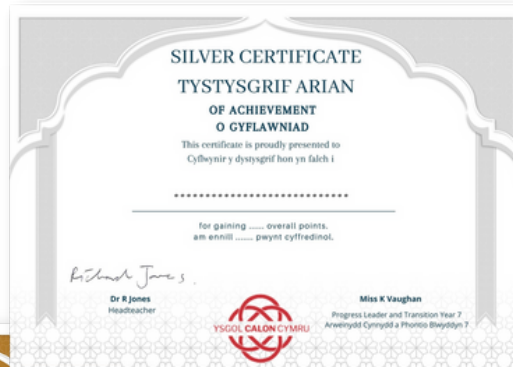 SILVER CERTIFICATE
TYSTYSGRIF ARIAN
OF ACHIEVEMENT
O GYFLAWNIAD
This certificate is proudly presented to
Cyflwynir y dystysgrif hon yn falch i
****************************
for gaining ...... overall points.
am ennill ....... pwynt cyffredinol.
Richard Jones.
Dr R Jones
Headteacher
YSGOL CALON CYMRU
Miss K Vaughan
Progress Leader and Transition Year 7
Arweinydd Cynnydd a Phontio Blwyddyn 7